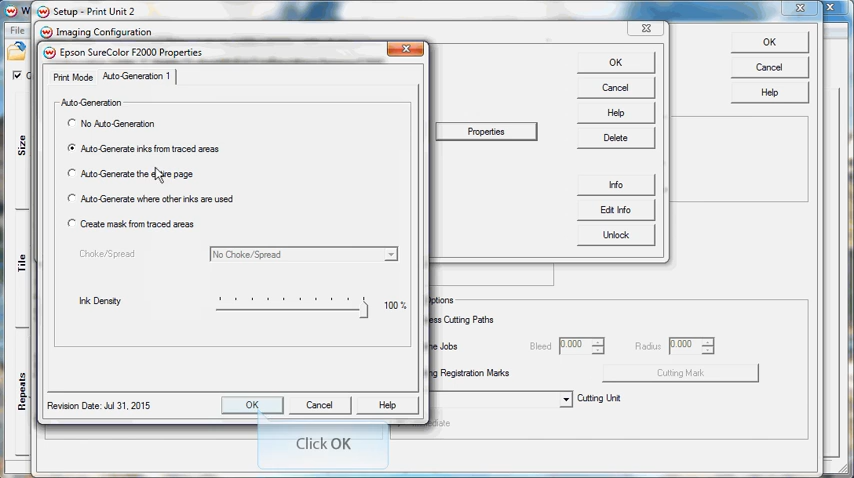 W
Setup - Print Unit 2
File
Imaging Configuration
Epson SureColor F2000 Properties
OK
Cancel
Help
OK
Cancel
Help
Delete
Info
Edit Info
Unlock
Properties
Print Mode
Auto-Generation 1
Auto-Generation
No Auto-Generation
Auto-Generate inks from traced areas
Auto-Generate the entire page
Auto-Generate where other inks are used
Create mask from traced areas
Choke/Spread
No Choke/Spread
Ink Density
100 %
Revision Date: Jul 31, 2015
OK
Cancel
Help
Click OK
Size
Tile
Repeats
Options
ess Cutting Paths
ne Jobs
Bleed
0.000
Radius
0.000
ng Registration Marks
Cutting Mark
Cutting Unit
ediate